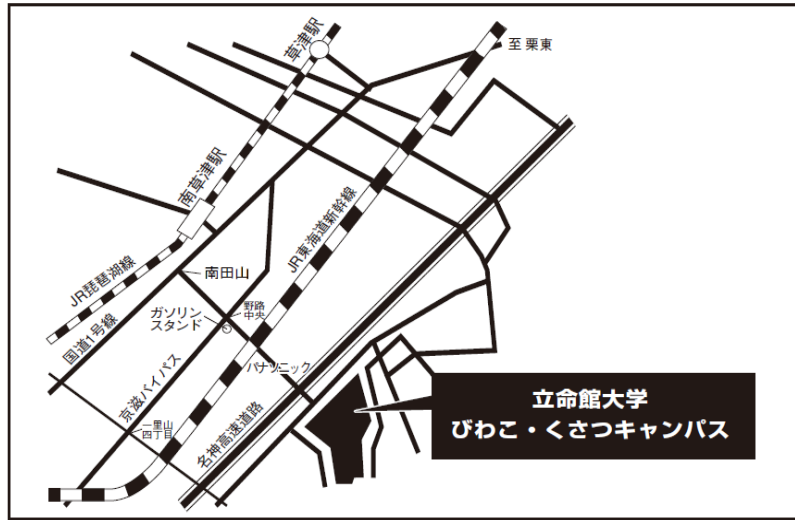 草津駅
至 栗東
南草津駅
JR東海道新幹線
JR琵琶湖線
南田山
国道1号線
ガソリン
スタンド
野路
中央
パナソニック
京滋バイパス
一里山
四丁目
名神高速道路
立命館大学
びわこ・くさつキャンパス